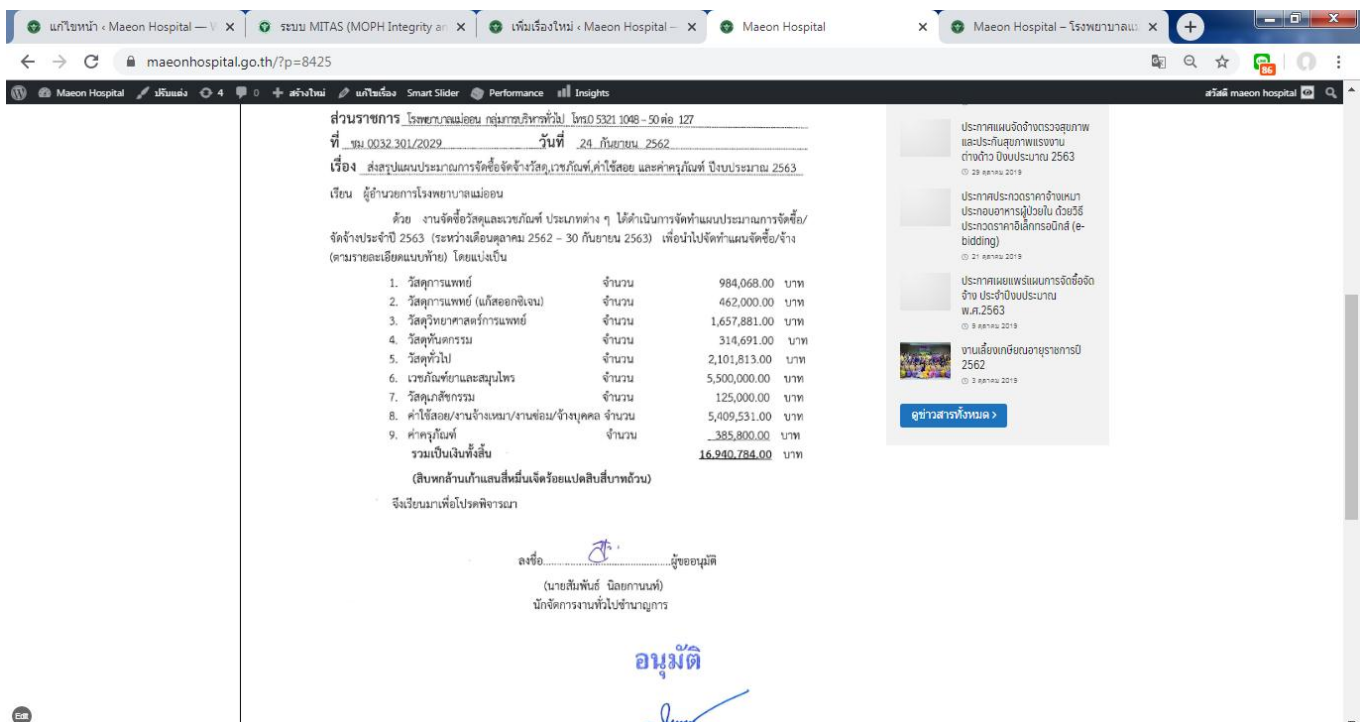 แก้ไขหน้า ‹ Maeon Hospital — W
ระบบ MITAS (MOPH Integrity an
เพิ่มเรื่องใหม่ ‹ Maeon Hospital –
Maeon Hospital
Maeon Hospital – โรงพยาบาลแม่
maeonhospital.go.th/?p=8425
86
Maeon Hospital ปรับแต่ง 4 0 + สร้างใหม่ แก้ไขเรื่อง Smart Slider Performance Insights
สวัสดี maeon hospital
ส่วนราชการ โรงพยาบาลแม่ออน กลุ่มการบริหารทั่วไป โทร.0 5321 1048 – 50 ต่อ 127
ที่ ชม 0032.301/2029 วันที่ 24 กันยายน 2562
เรื่อง ส่งสรุปแผนประมาณการจัดซื้อจัดจ้างวัสดุ,เวชภัณฑ์,ค่าใช้สอย และค่าครุภัณฑ์ ปีงบประมาณ 2563
เรียน ผู้อำนวยการโรงพยาบาลแม่ออน
ด้วย งานจัดซื้อวัสดุและเวชภัณฑ์ ประเภทต่าง ๆ ได้ดำเนินการจัดทำแผนประมาณการจัดซื้อ/
จัดจ้างประจำปี 2563 (ระหว่างเดือนตุลาคม 2562 – 30 กันยายน 2563) เพื่อนำไปจัดทำแผนจัดซื้อ/จ้าง
(ตามรายละเอียดแนบท้าย) โดยแบ่งเป็น
1. วัสดุการแพทย์ จำนวน 984,068.00 บาท
2. วัสดุการแพทย์ (แก๊สออกซิเจน) จำนวน 462,000.00 บาท
3. วัสดุวิทยาศาสตร์การแพทย์ จำนวน 1,657,881.00 บาท
4. วัสดุทันตกรรม จำนวน 314,691.00 บาท
5. วัสดุทั่วไป จำนวน 2,101,813.00 บาท
6. เวชภัณฑ์ยาและสมุนไพร จำนวน 5,500,000.00 บาท
7. วัสดุเภสัชกรรม จำนวน 125,000.00 บาท
8. ค่าใช้สอย/งานจ้างเหมา/งานซ่อม/จ้างบุคคล จำนวน 5,409,531.00 บาท
9. ค่าครุภัณฑ์ จำนวน 385,800.00 บาท
รวมเป็นเงินทั้งสิ้น 16,940,784.00 บาท
(สิบหกล้านเก้าแสนสี่หมื่นเจ็ดร้อยแปดสิบสี่บาทถ้วน)
จึงเรียนมาเพื่อโปรดพิจารณา
ลงชื่อ..............................ผู้ขออนุมัติ
(นายสัมพันธ์ นิลยกานนท์)
นักจัดการงานทั่วไปชำนาญการ
อนุมัติ
ประกาศแผนจัดจ้างตรวจสุขภาพ
และประกันสุขภาพแรงงาน
ต่างด้าว ปีงบประมาณ 2563
29 ตุลาคม 2019
ประกาศประกวดราคาจ้างเหมา
ประกอบอาหารผู้ป่วยใน ด้วยวิธี
ประกวดราคาอิเล็กทรอนิกส์ (e-
bidding)
21 ตุลาคม 2019
ประกาศเผยแพร่แผนการจัดซื้อจัด
จ้าง ประจำปีงบประมาณ
พ.ศ.2563
9 ตุลาคม 2019
งานเลี้ยงเกษียณอายุราชการปี
2562
3 ตุลาคม 2019
ดูข่าวสารทั้งหมด >
Edit